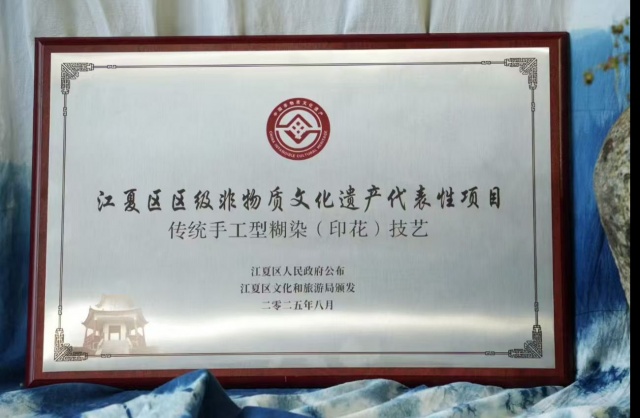 江夏区区级非物质文化遗产代表性项目
传统手工型糊染（印花）技艺
江夏区人民政府公布
江夏区文化和旅游局颁发
二零二五年八月